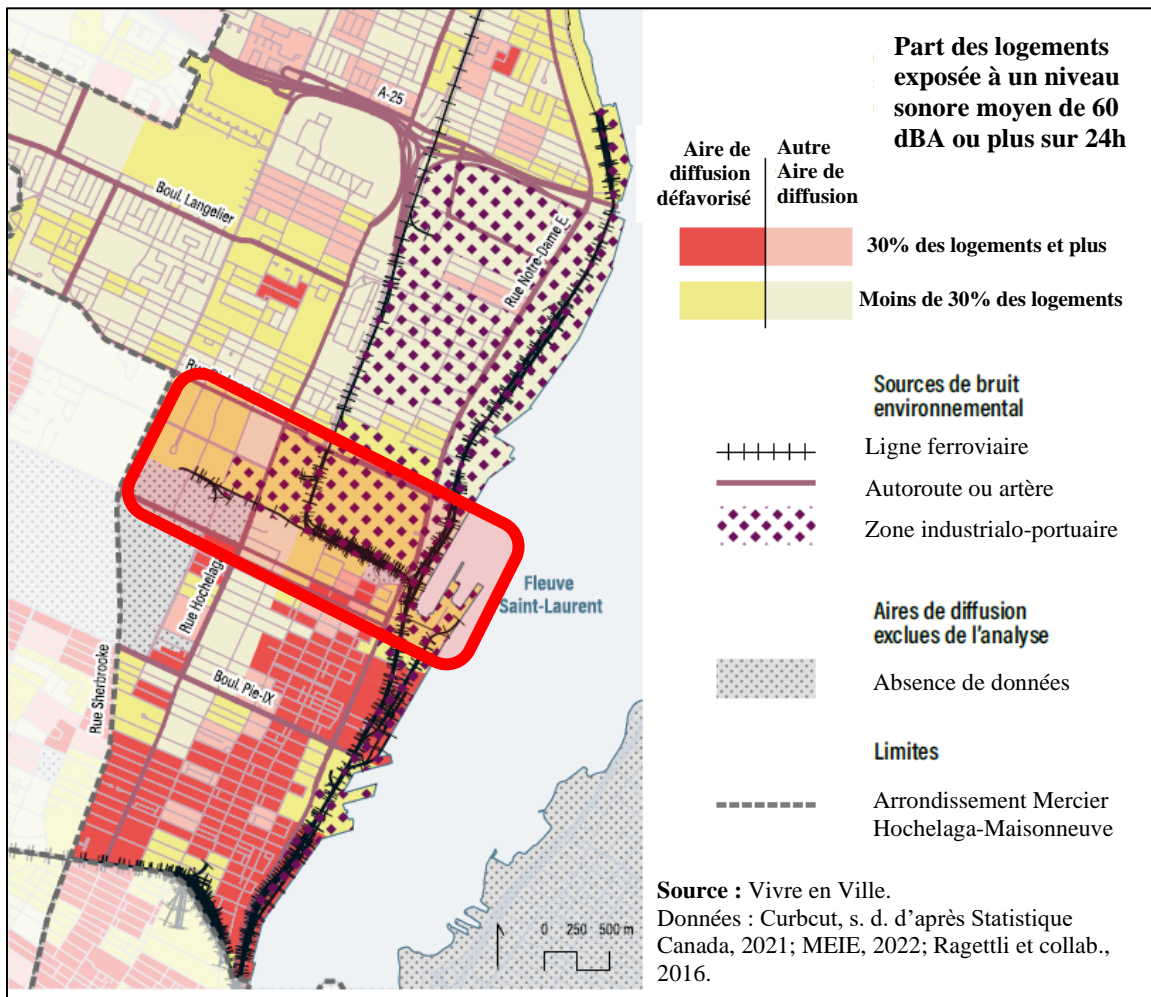 A-25
Boul. Langelier
Rue Notre-Dame E.
Rue Hochelag
Boul. Pie-IX
Rue Sherbrooke
Fleuve
Saint-Laurent
0 250 500 m
Part des logements
exposée à un niveau
sonore moyen de 60
dBA ou plus sur 24h
Aire de
diffusion
défavorisé
Autre
Aire de
diffusion
30% des logements et plus
Moins de 30% des logements
Sources de bruit
environnemental
Ligne ferroviaire
Autoroute ou artère
Zone industrialo-portuaire
Aires de diffusion
exclues de l'analyse
Absence de données
Limites
Arrondissement Mercier
Hochelaga-Maisonneuve
Source : Vivre en Ville.
Données : Curbcut, s. d. d’après Statistique
Canada, 2021; MEIE, 2022; Ragettli et collab.,
2016.